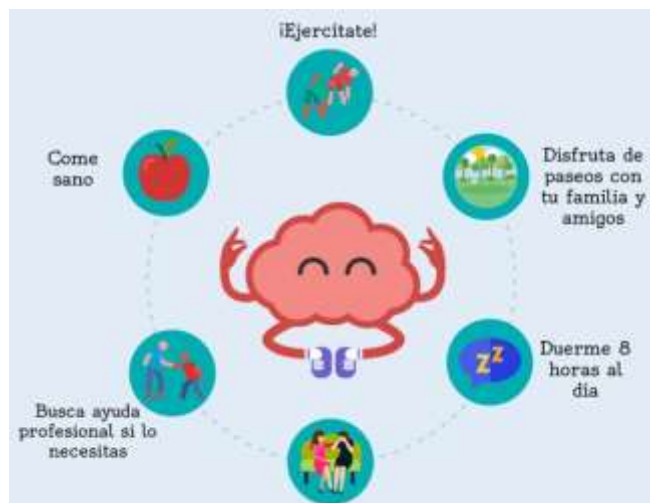 ¡Ejercítate!
Come
sano
Disfruta de
paseos con
tu familia y
amigos
Duerme 8
horas al
día
Busca ayuda
profesional si lo
necesitas
zz